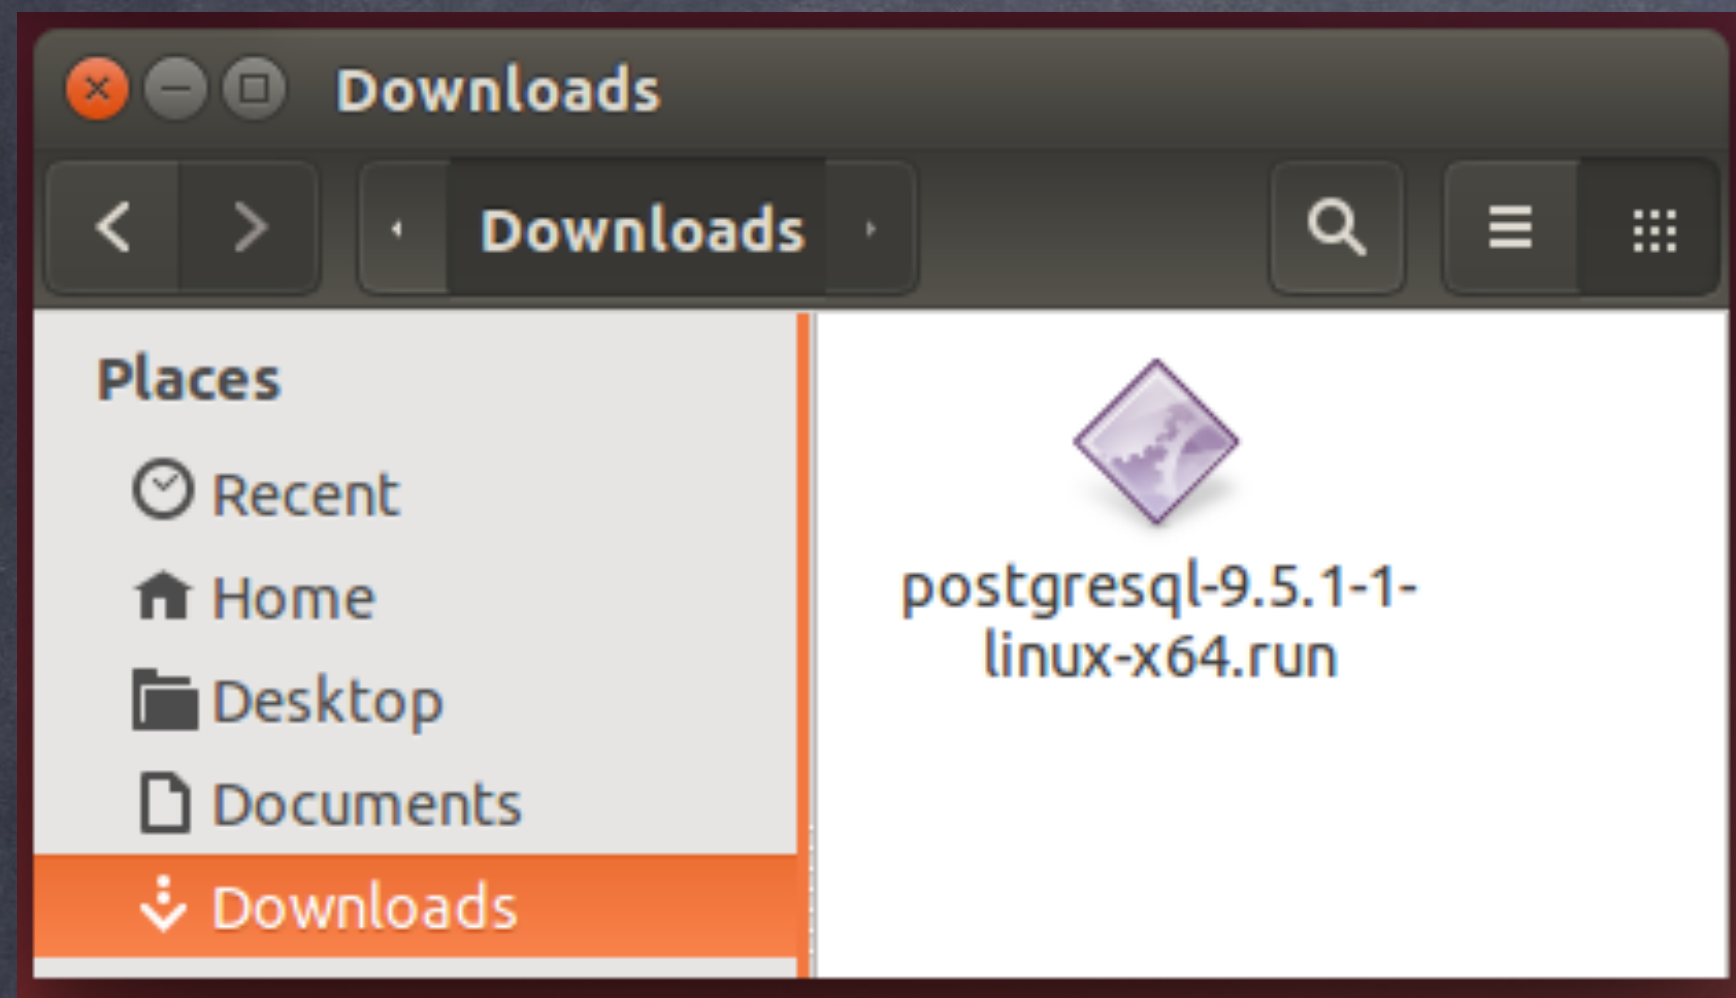 Downloads
Downloads
Places
Recent
Home
Desktop
Documents
Downloads
postgresql-9.5.1-1-
linux-x64.run